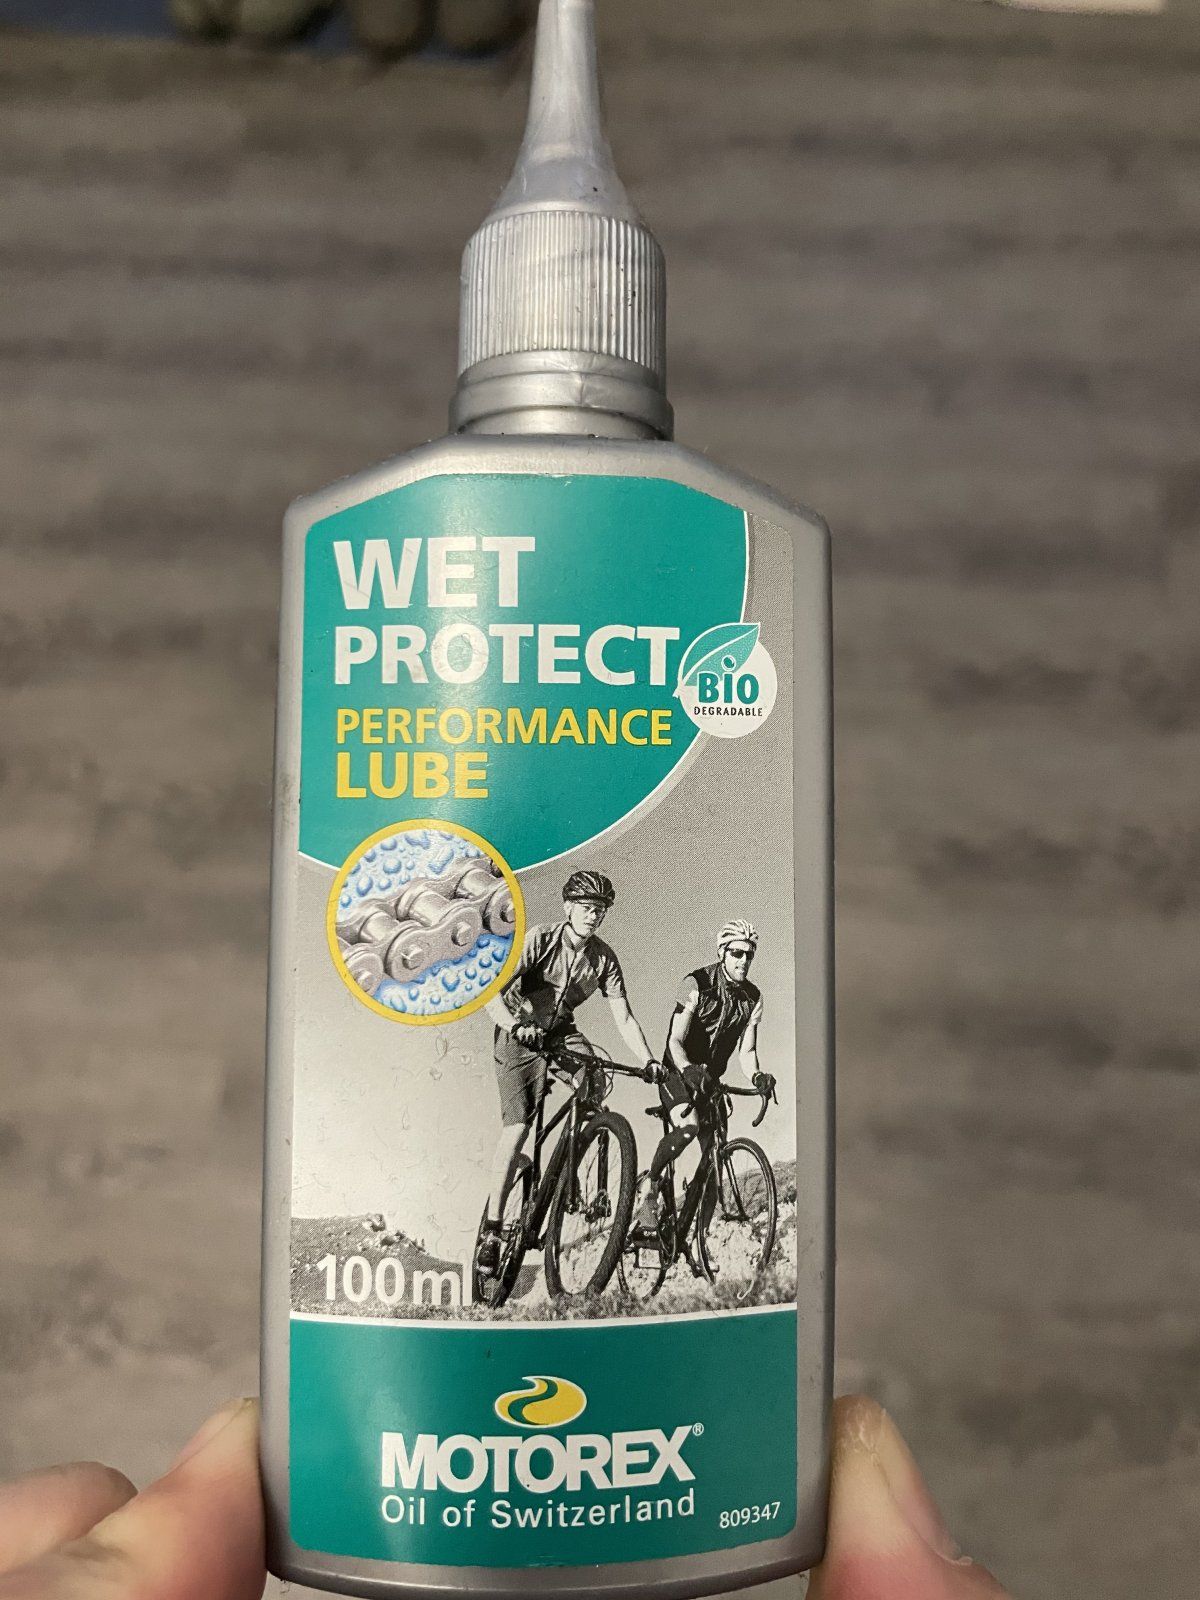 WET
PROTECT
BIO
DEGRADABLE
PERFORMANCE
LUBE
100ml
MOTOREX®
Oil of Switzerland
809347